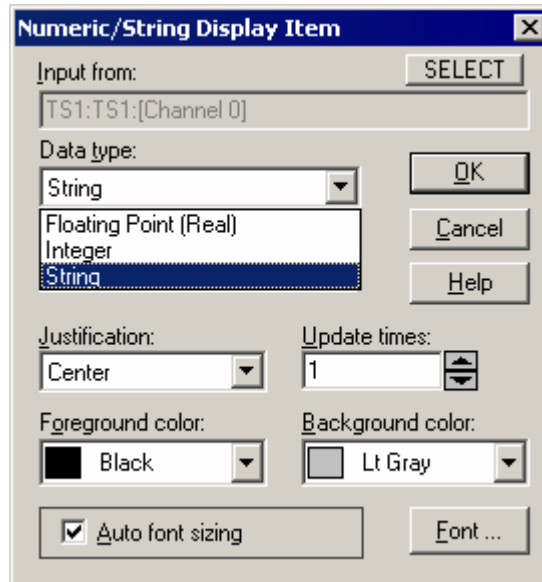 Numeric/String Display Item
Input from:
SELECT
TS1:TS1:[Channel 0]
Data type:
String
OK
Floating Point (Real)
Integer
String
Cancel
Help
Justification:
Update times:
Center
1
Foreground color:
Background color:
Black
Lt Gray
Auto font sizing
Font ...